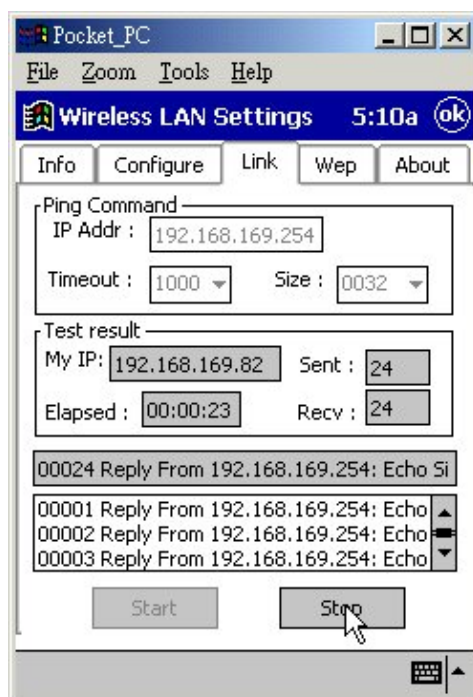 Pocket_PC
File Zoom Tools Help
Wireless LAN Settings 5:10a ok
Info Configure Link Wep About
Ping Command
IP Addr : 192.168.169.254
Timeout : 1000 Size : 0032
Test result
My IP: 192.168.169.82 Sent : 24
Elapsed : 00:00:23 Recv : 24
00024 Reply From 192.168.169.254: Echo Si
00001 Reply From 192.168.169.254: Echo
00002 Reply From 192.168.169.254: Echo
00003 Reply From 192.168.169.254: Echo
Start Stop